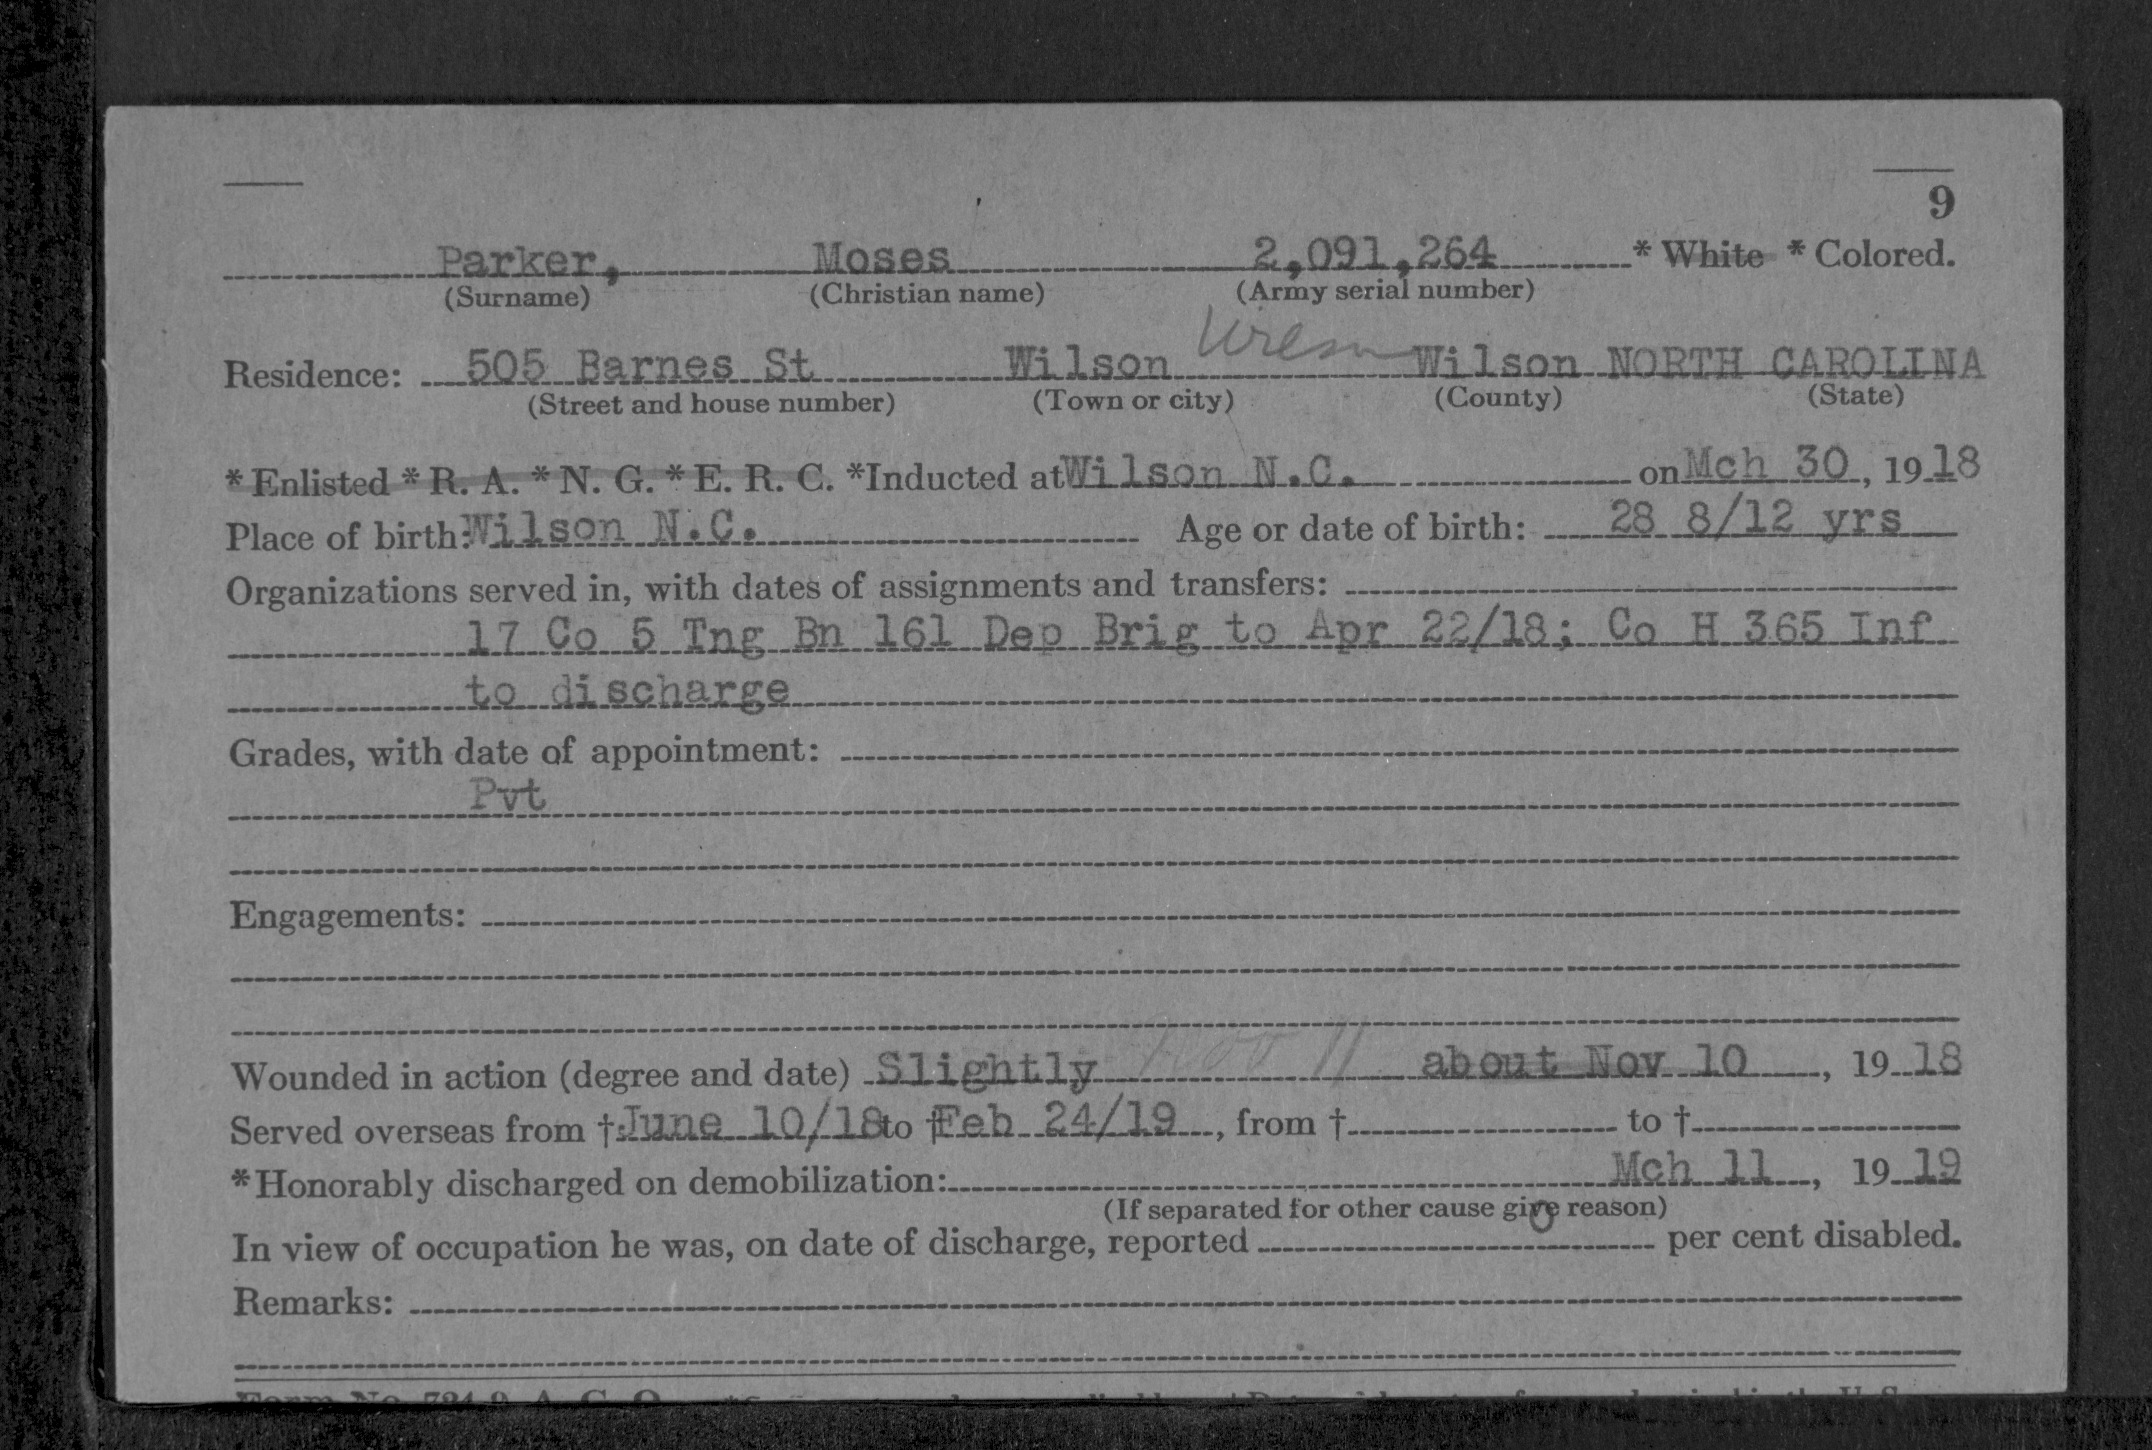 9
Parker, Moses 2,091,264 * White * Colored.
(Surname) (Christian name) (Army serial number)
Residence: 505 Barnes St Wilson Wilson NORTH CAROLINA
(Street and house number) (Town or city) (County) (State)
* Enlisted * R. A. * N. G. * E. R. C. *Inducted at Wilson N.C. on Mch 30, 1918
Place of birth: Wilson N.C. Age or date of birth: 28 8/12 yrs
Organizations served in, with dates of assignments and transfers:
17 Co 5 Tng Bn 161 Dep Brig to Apr 22/18; Co H 365 Inf
to discharge
Grades, with date of appointment:
Pvt
Engagements:
Wounded in action (degree and date) Slightly Nov 11 about Nov 10, 1918
Served overseas from † June 10/18 to † Feb 24/19, from † to †
*Honorably discharged on demobilization: Mch 11, 1919
(If separated for other cause give reason)
In view of occupation he was, on date of discharge, reported 0 per cent disabled.
Remarks: